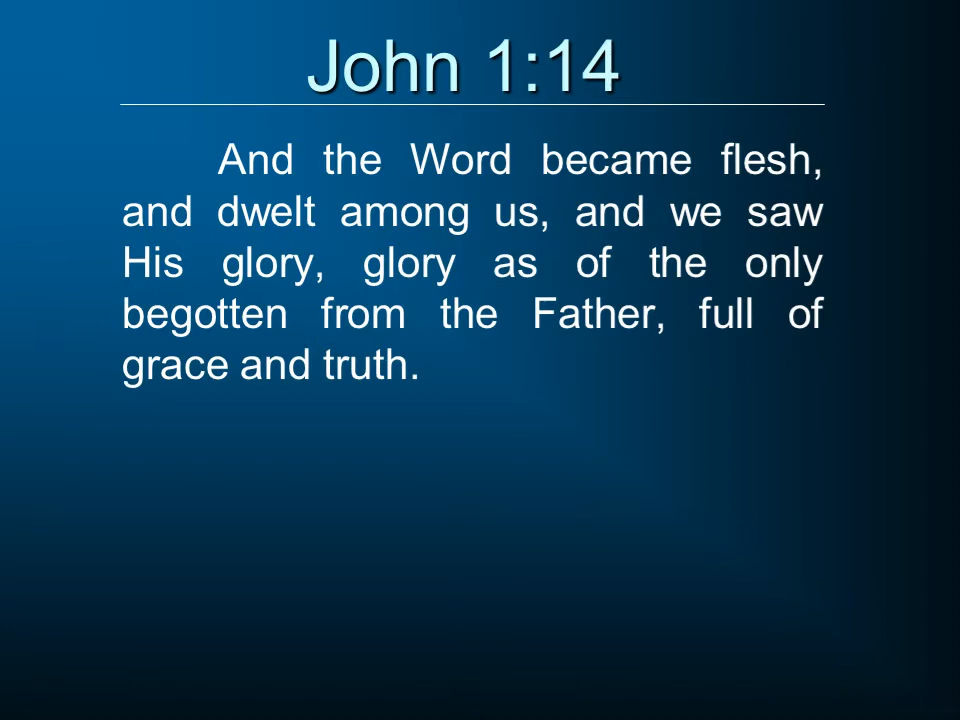 John 1:14
And the Word became flesh,
and dwelt among us, and we saw
His glory, glory as of the only
begotten from the Father, full of
grace and truth.